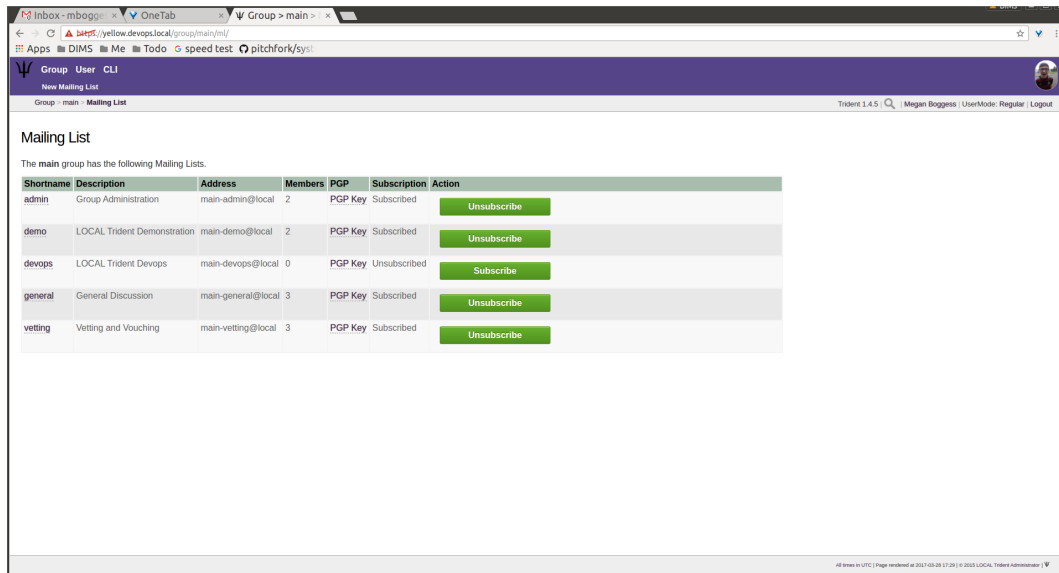 Inbox - mbogge
OneTab
Ψ Group > main >
https://yellow.devops.local/group/main/ml/
Apps DIMS Me Todo speed test pitchfork/syst
Group User CLI
New Mailing List
Group > main > Mailing List
Trident 1.4.5 | | Megan Boggess | UserMode: Regular | Logout
Mailing List
The main group has the following Mailing Lists.
Shortname Description Address Members PGP Subscription Action
admin Group Administration main-admin@local 2 PGP Key Subscribed Unsubscribe
demo LOCAL Trident Demonstration main-demo@local 2 PGP Key Subscribed Unsubscribe
devops LOCAL Trident Devops main-devops@local 0 PGP Key Unsubscribed Subscribe
general General Discussion main-general@local 3 PGP Key Subscribed Unsubscribe
vetting Vetting and Vouching main-vetting@local 3 PGP Key Subscribed Unsubscribe
All times in UTC | Page rendered at 2017-03-28 17:29 | © 2015 LOCAL Trident Administrator | Ψ